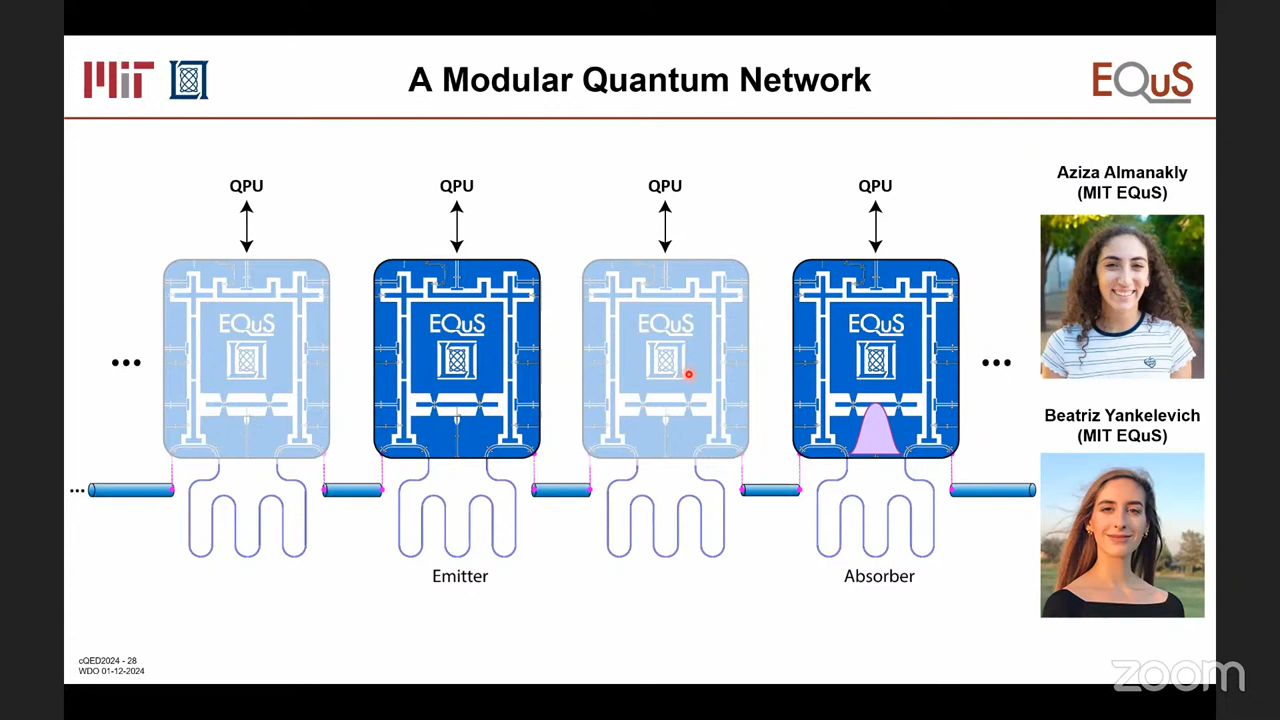 MIT
A Modular Quantum Network
EQuS
QPU
QPU
QPU
QPU
EQuS
EQuS
EQuS
EQuS
...
...
...
Emitter
Absorber
Aziza Almanakly
(MIT EQuS)
Beatriz Yankelevich
(MIT EQuS)
cQED2024 - 28
WDO 01-12-2024
zoom